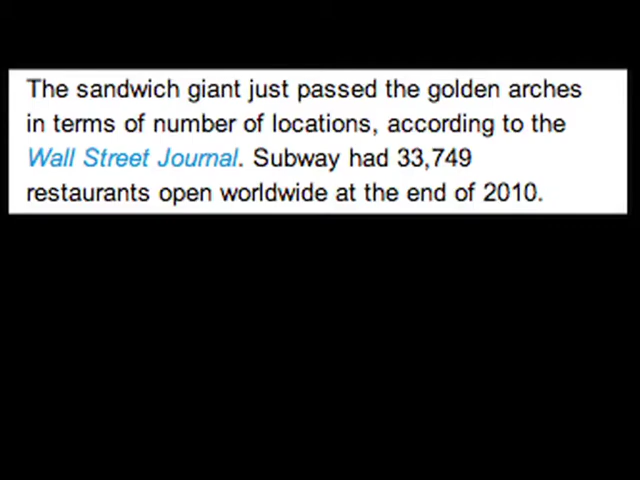 The sandwich giant just passed the golden arches
in terms of number of locations, according to the
Wall Street Journal. Subway had 33,749
restaurants open worldwide at the end of 2010.